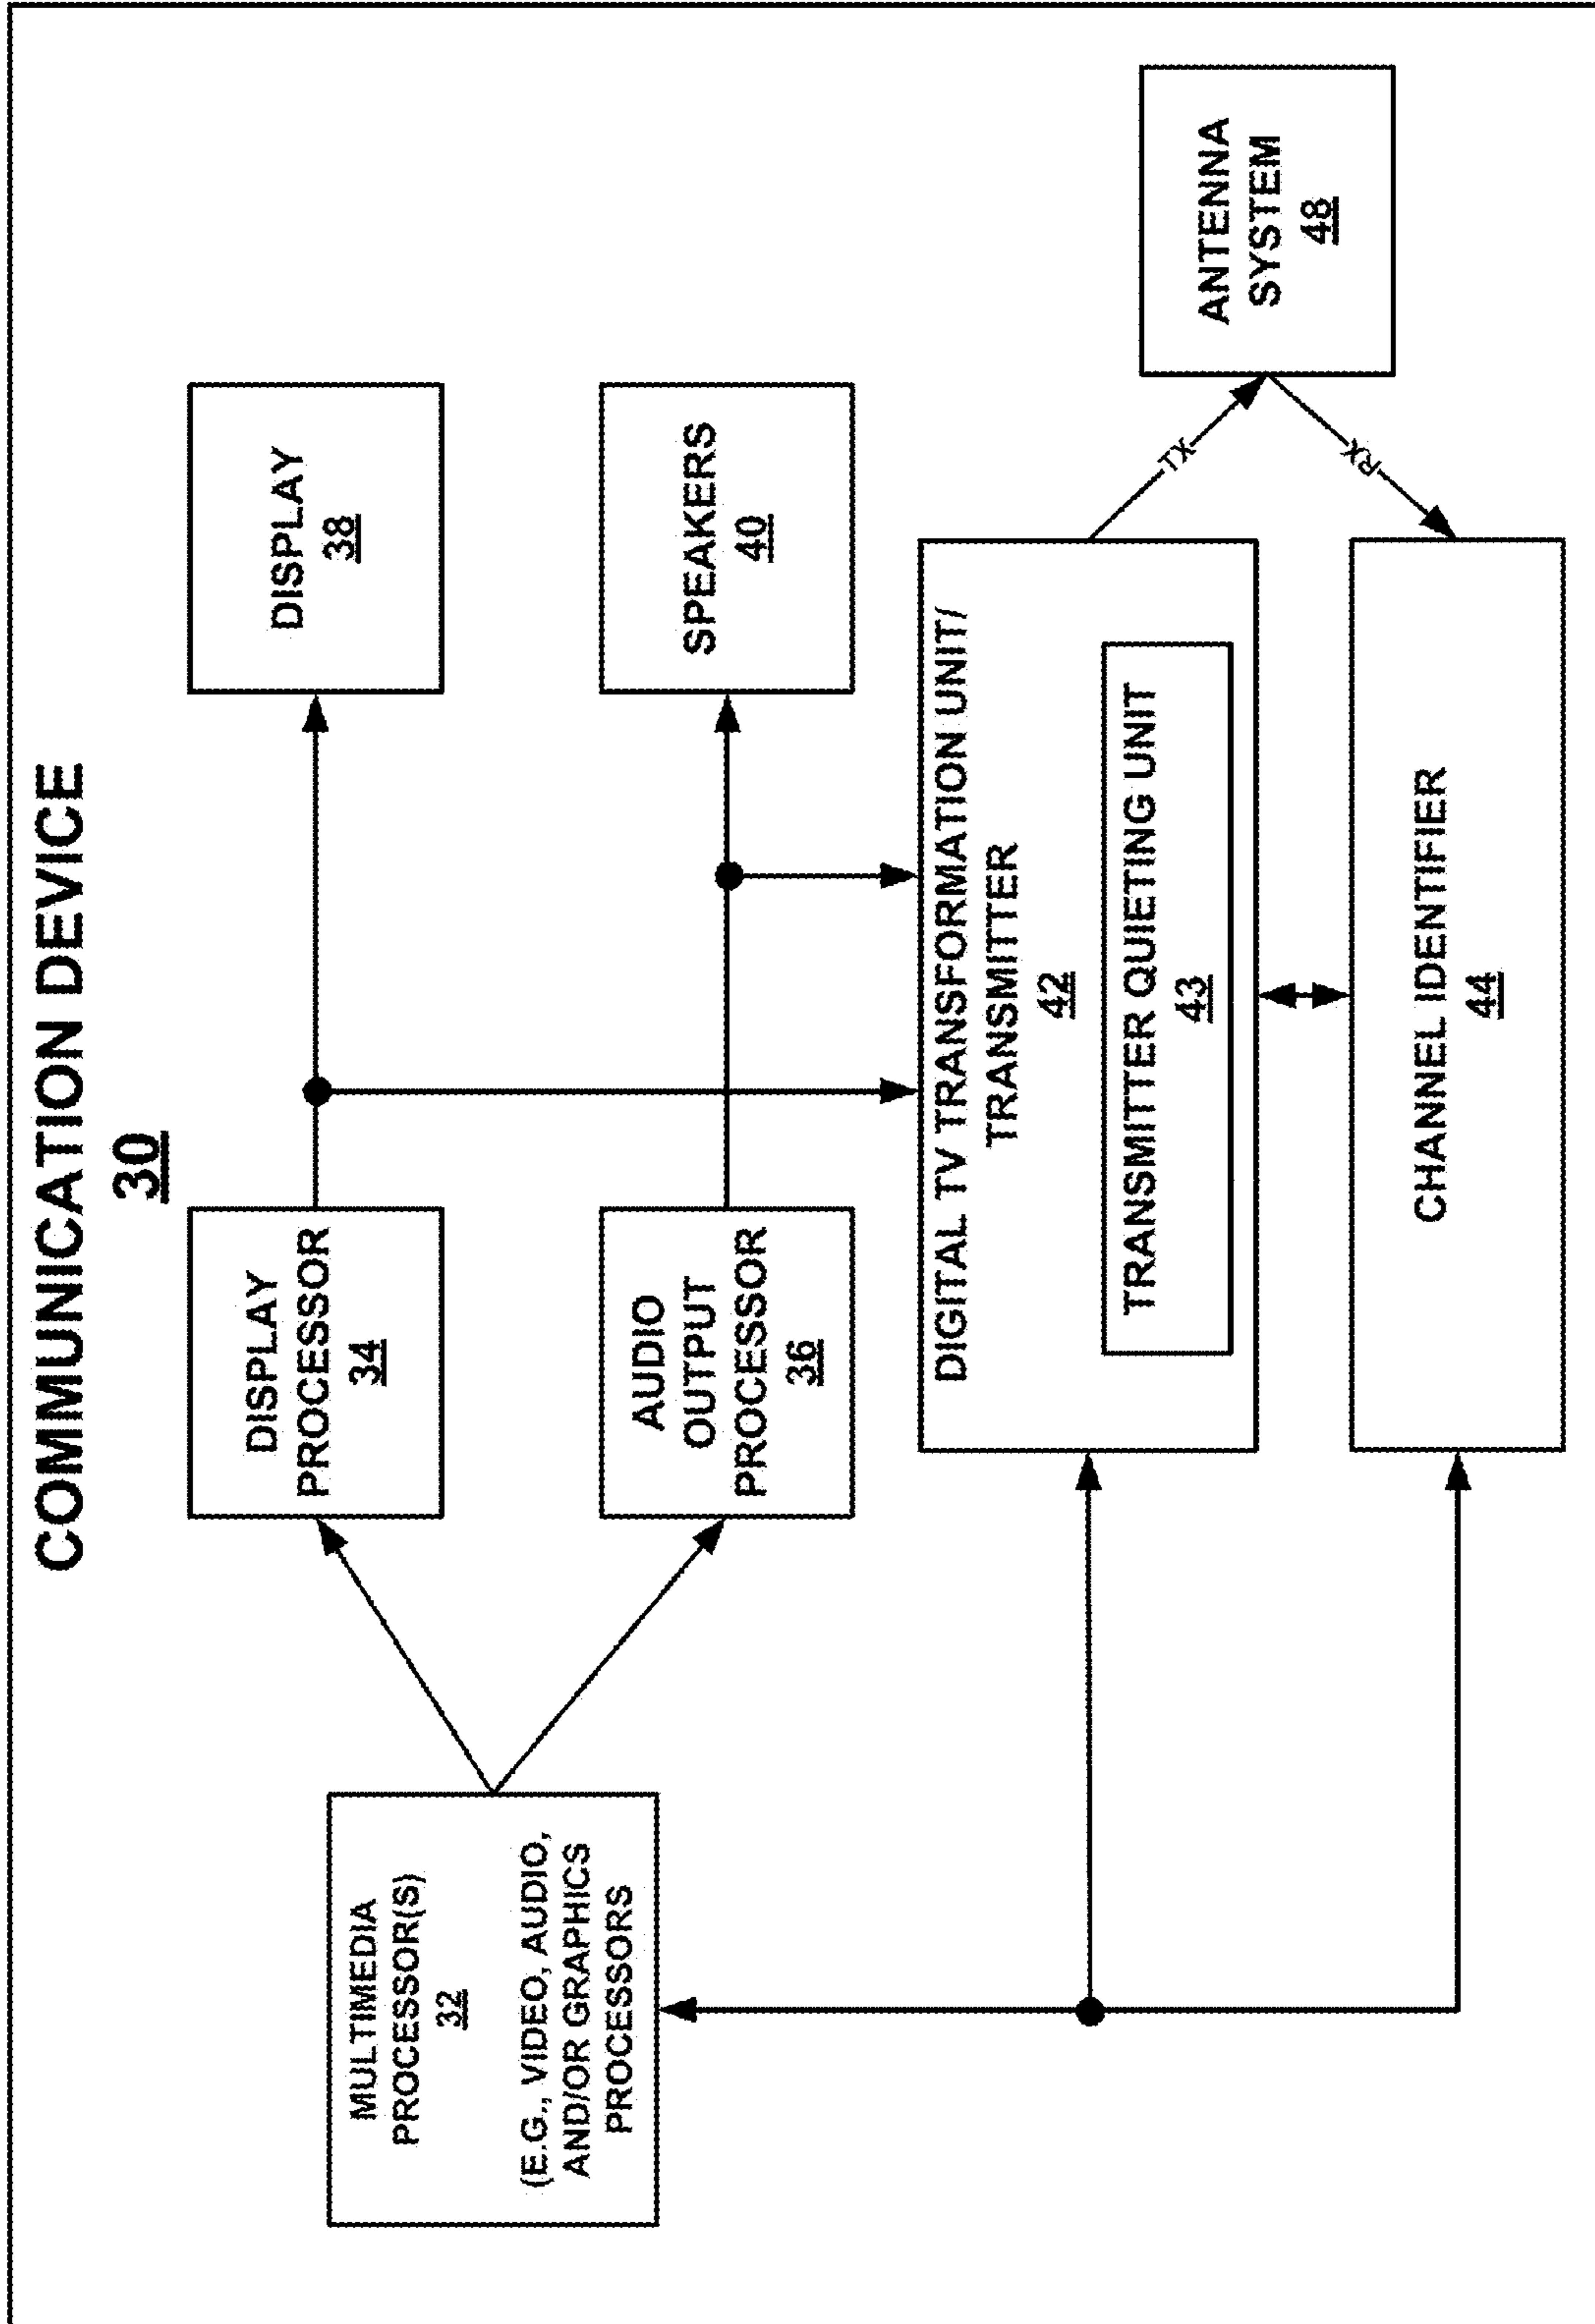 COMMUNICATION DEVICE
30
MULTIMEDIA
PROCESSOR(S)
32
(E.G., VIDEO, AUDIO,
AND/OR GRAPHICS
PROCESSORS
DISPLAY
PROCESSOR
34
DISPLAY
38
AUDIO
OUTPUT
PROCESSOR
36
SPEAKERS
40
DIGITAL TV TRANSFORMATION UNIT/
TRANSMITTER
42
TRANSMITTER QUIETING UNIT
43
TX
RX
ANTENNA
SYSTEM
48
CHANNEL IDENTIFIER
44